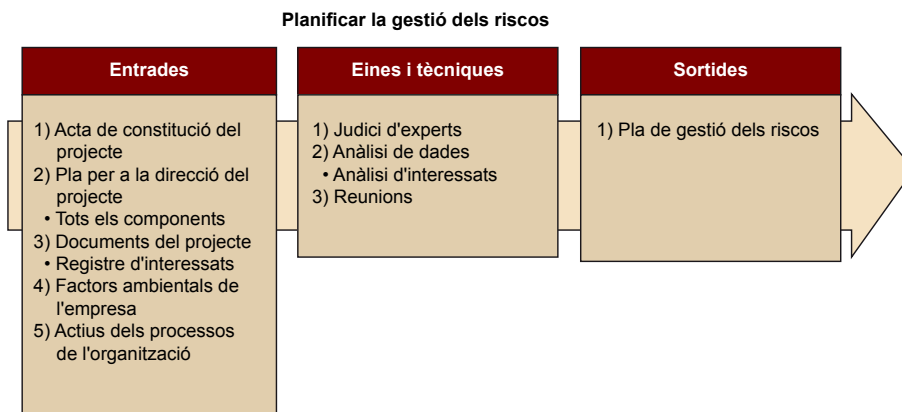 Planificar la gestió dels riscos
Entrades
1) Acta de constitució del
projecte
2) Pla per a la direcció del
projecte
• Tots els components
3) Documents del projecte
• Registre d'interessats
4) Factors ambientals de
l'empresa
5) Actius dels processos
de l'organització
Eines i tècniques
1) Judici d'experts
2) Anàlisi de dades
• Anàlisi d'interessats
3) Reunions
Sortides
1) Pla de gestió dels riscos